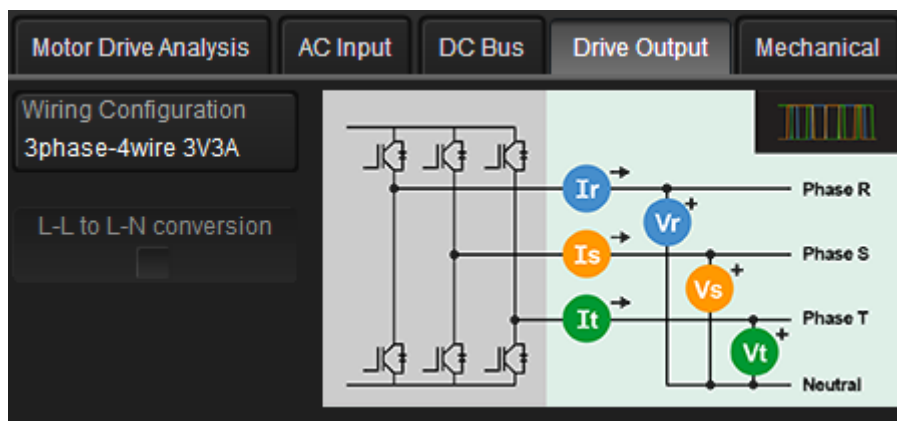 Motor Drive Analysis
AC Input
DC Bus
Drive Output
Mechanical
Wiring Configuration
3phase-4wire 3V3A
L-L to L-N conversion
Ir
Phase R
Vr
+
Is
Phase S
Vs
+
It
Phase T
Vt
+
Neutral